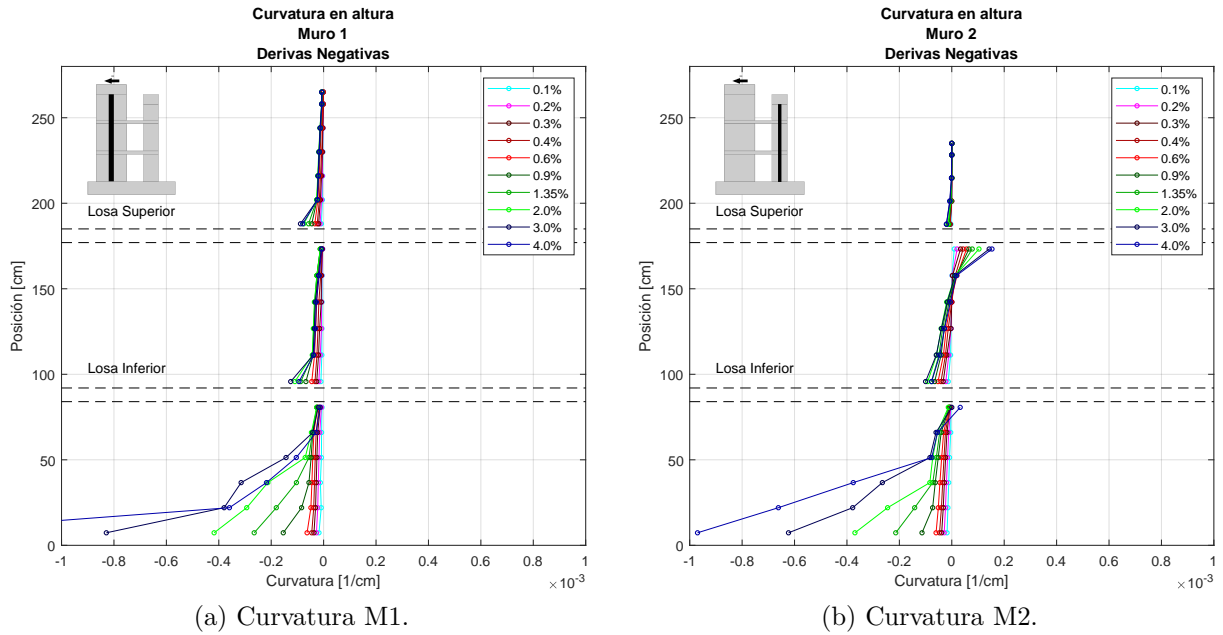 Curvatura en altura
Muro 1
Derivas Negativas
250
200
150
100
50
0
Posición [cm]
Losa Superior
Losa Inferior
0.1%
0.2%
0.3%
0.4%
0.6%
0.9%
1.35%
2.0%
3.0%
4.0%
-1 -0.8 -0.6 -0.4 -0.2 0 0.2 0.4 0.6 0.8 1
Curvatura [1/cm]
×10-3
(a) Curvatura M1.
Curvatura en altura
Muro 2
Derivas Negativas
250
200
150
100
50
0
Posición [cm]
Losa Superior
Losa Inferior
0.1%
0.2%
0.3%
0.4%
0.6%
0.9%
1.35%
2.0%
3.0%
4.0%
-1 -0.8 -0.6 -0.4 -0.2 0 0.2 0.4 0.6 0.8 1
Curvatura [1/cm]
×10-3
(b) Curvatura M2.